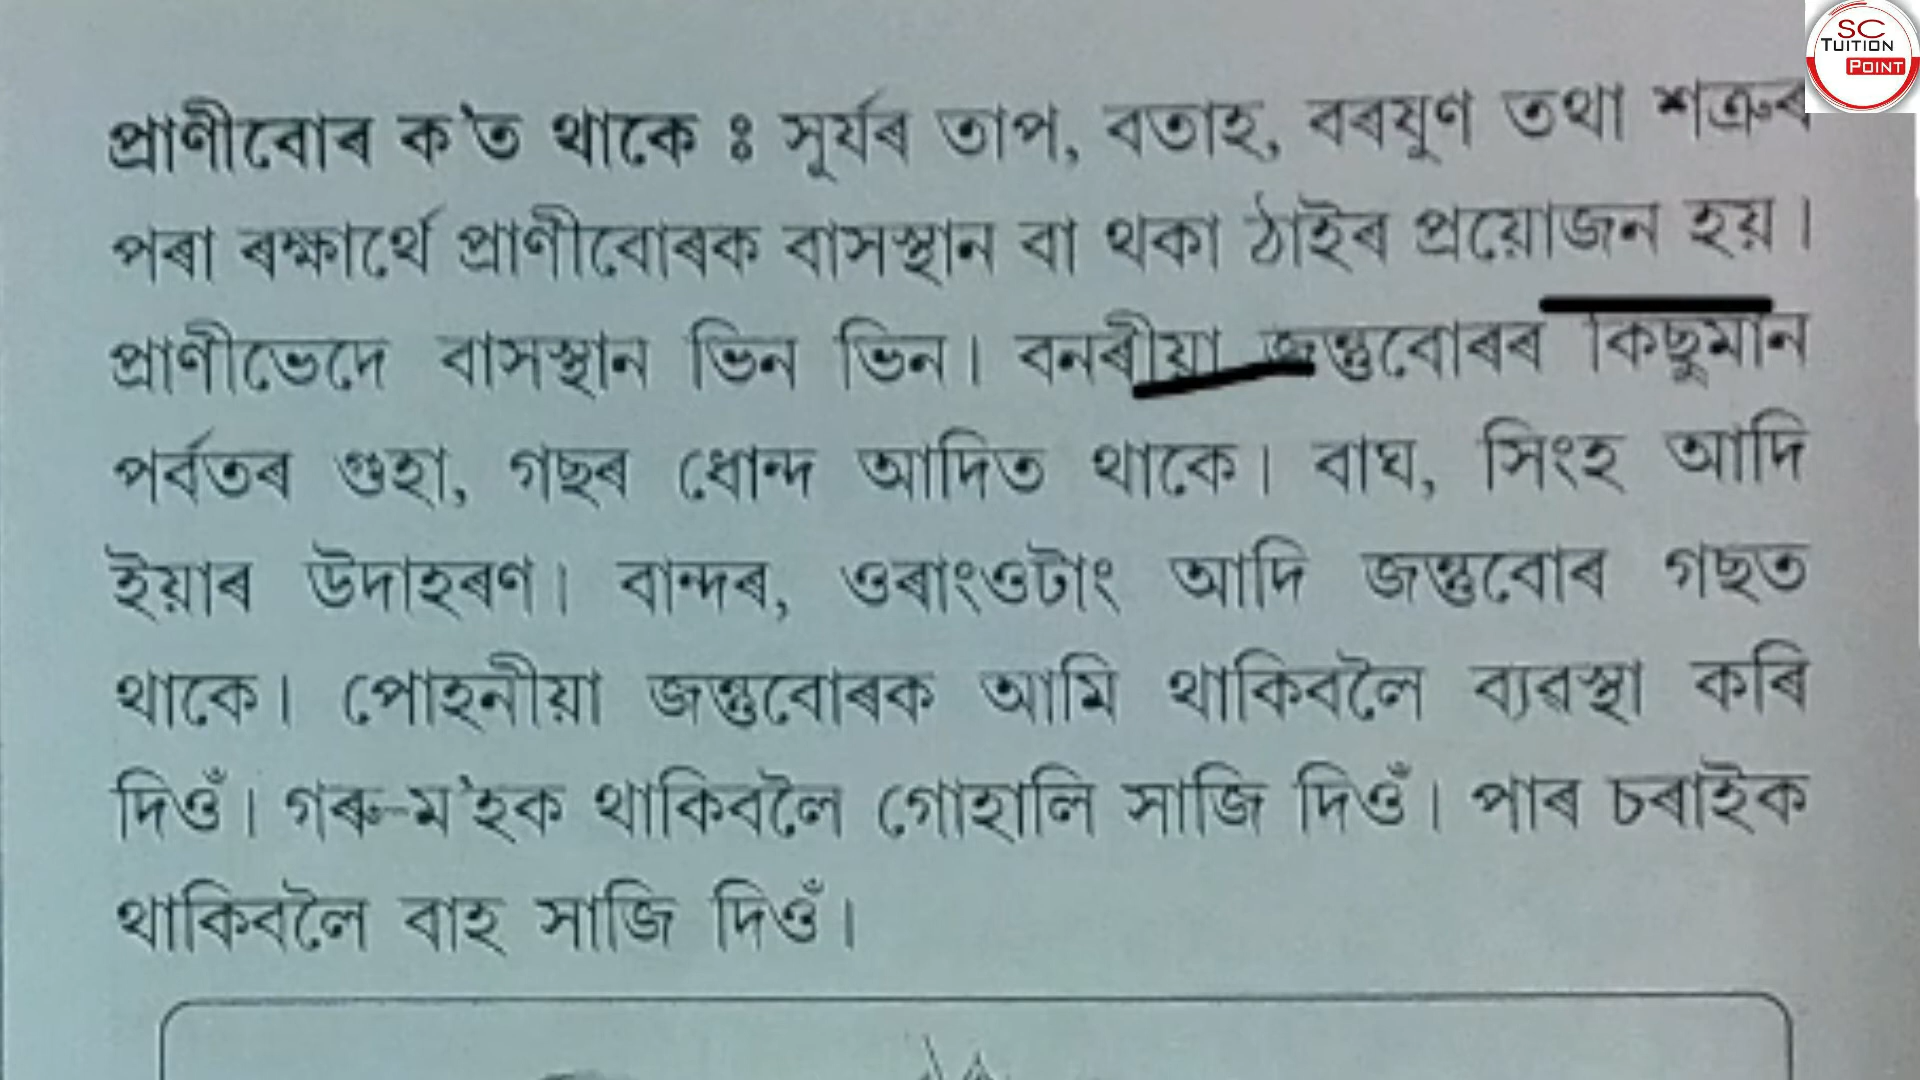 SC
TUITION
POINT
প্ৰাণীবোৰ ক'ত থাকে ঃ সূৰ্যৰ তাপ, বতাহ, বৰষুণ তথা শত্ৰুৰ
পৰা ৰক্ষাৰ্থে প্ৰাণীবোৰক বাসস্থান বা থকা ঠাইৰ প্ৰয়োজন হয়।
প্ৰাণীভেদে বাসস্থান ভিন ভিন। বনৰীয়া জন্তুবোৰৰ কিছুমান
পৰ্বতৰ গুহা, গছৰ ধোন্দ আদিত থাকে। বাঘ, সিংহ আদি
ইয়াৰ উদাহৰণ। বান্দৰ, ওৰাংওটাং আদি জন্তুবোৰ গছত
থাকে। পোহনীয়া জন্তুবোৰক আমি থাকিবলৈ ব্যৱস্থা কৰি
দিওঁ। গৰু-ম'হক থাকিবলৈ গোহালি সাজি দিওঁ। পাৰ চৰাইক
থাকিবলৈ বাহ সাজি দিওঁ।